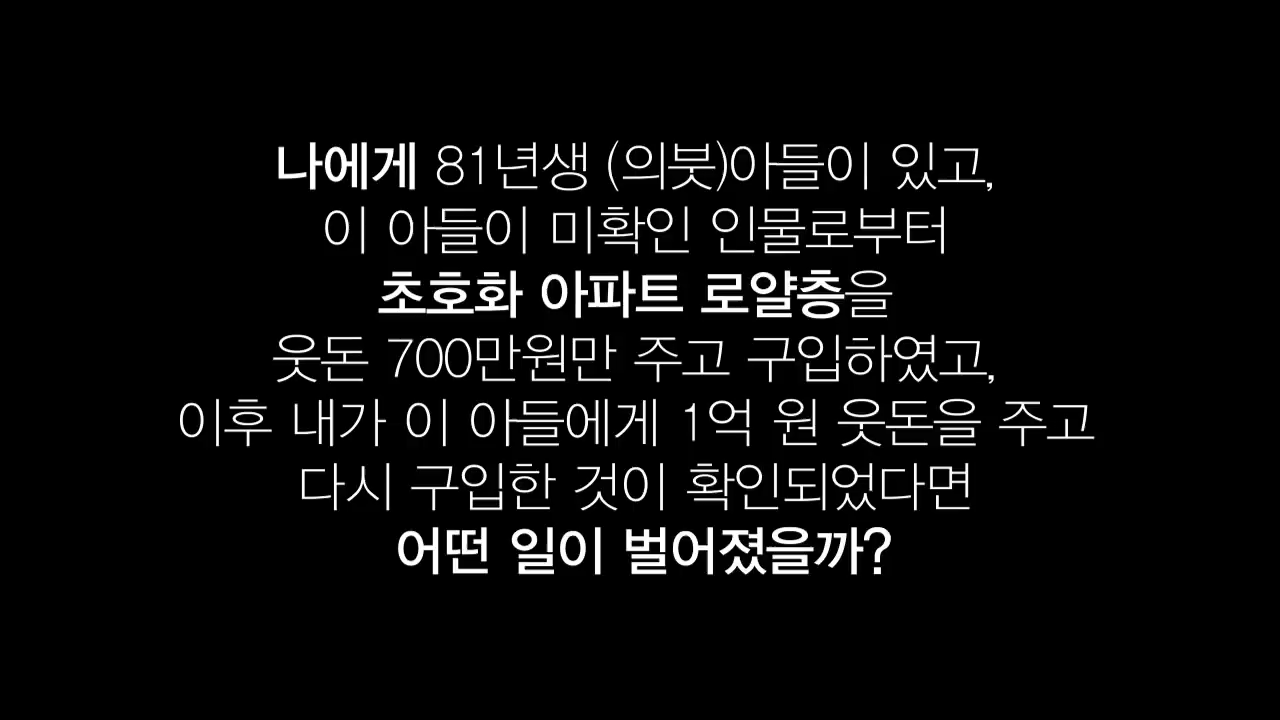 나에게 81년생 (의붓)아들이 있고,
이 아들이 미확인 인물로부터
초호화 아파트 로얄층을
웃돈 700만원만 주고 구입하였고,
이후 내가 이 아들에게 1억 원 웃돈을 주고
다시 구입한 것이 확인되었다면
어떤 일이 벌어졌을까?